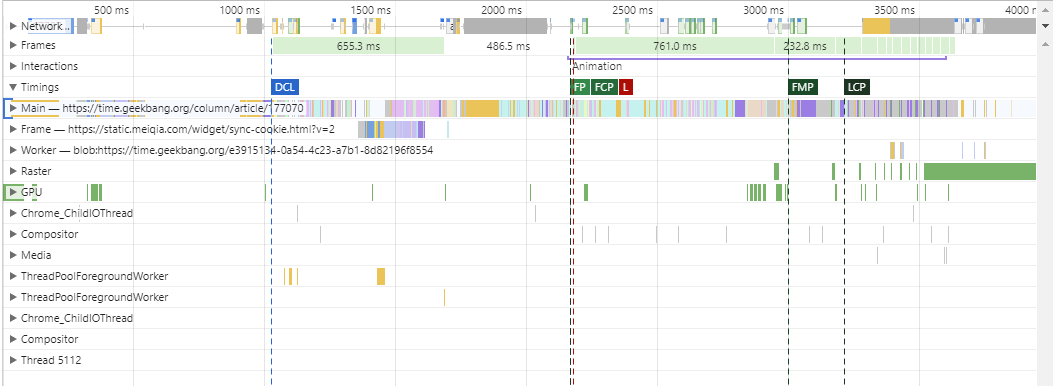 500 ms 1000 ms 1500 ms 2000 ms 2500 ms 3000 ms 3500 ms 4000 ms
Network...
Frames 655.3 ms 486.5 ms 761.0 ms 232.8 ms
Interactions Animation
Timings DCL FP FCP L FMP LCP
Main — https://time.geekbang.org/column/article/177070
Frame — https://static.meiqia.com/widget/sync-cookie.html?v=2
Worker — blob:https://time.geekbang.org/e3915134-0a54-4c23-a7b1-8d82196f8554
Raster
GPU
Chrome_ChildIOThread
Compositor
Media
ThreadPoolForegroundWorker
ThreadPoolForegroundWorker
Chrome_ChildIOThread
Compositor
Thread 5112